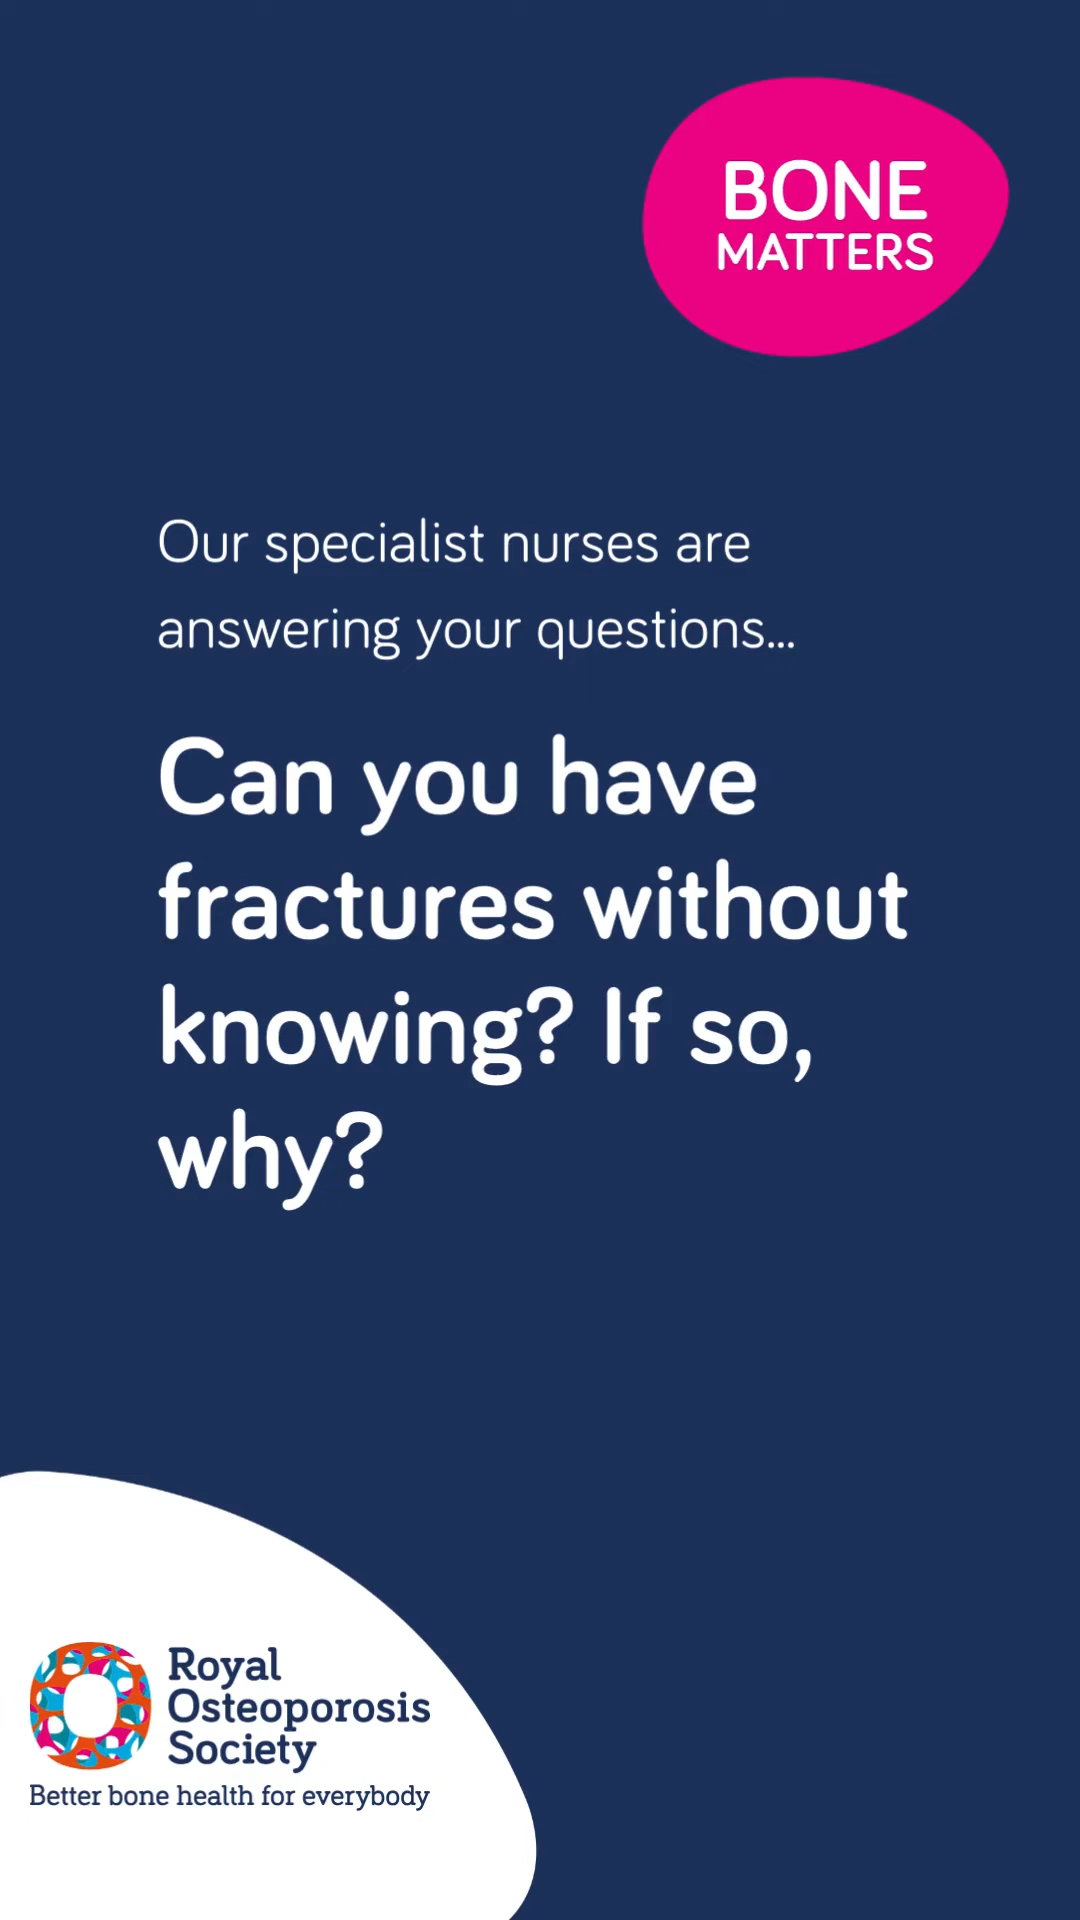 BONE
MATTERS
Our specialist nurses are
answering your questions...
Can you have
fractures without
knowing? If so,
why?
Royal
Osteoporosis
Society
Better bone health for everybody